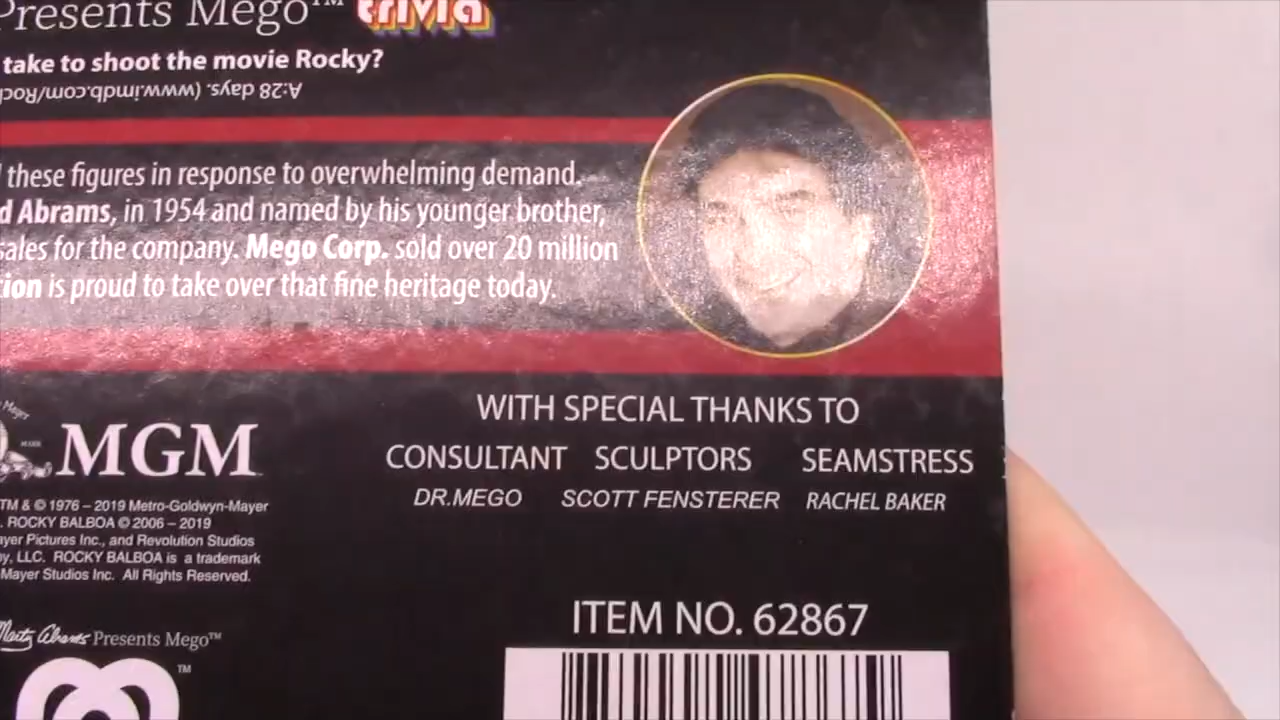 Presents Mego™ trivia
take to shoot the movie Rocky?
A:28 days. (www.imdb.com/Rock
these figures in response to overwhelming demand.
d Abrams, in 1954 and named by his younger brother,
sales for the company. Mego Corp. sold over 20 million
tion is proud to take over that fine heritage today.
WITH SPECIAL THANKS TO
CONSULTANT SCULPTORS SEAMSTRESS
DR.MEGO SCOTT FENSTERER RACHEL BAKER
MGM
TM & © 1976 – 2019 Metro-Goldwyn-Mayer
. ROCKY BALBOA © 2006 – 2019
ayer Pictures Inc., and Revolution Studios
y, LLC. ROCKY BALBOA is a trademark
Mayer Studios Inc. All Rights Reserved.
ITEM NO. 62867
Marty Abrams Presents Mego™
™